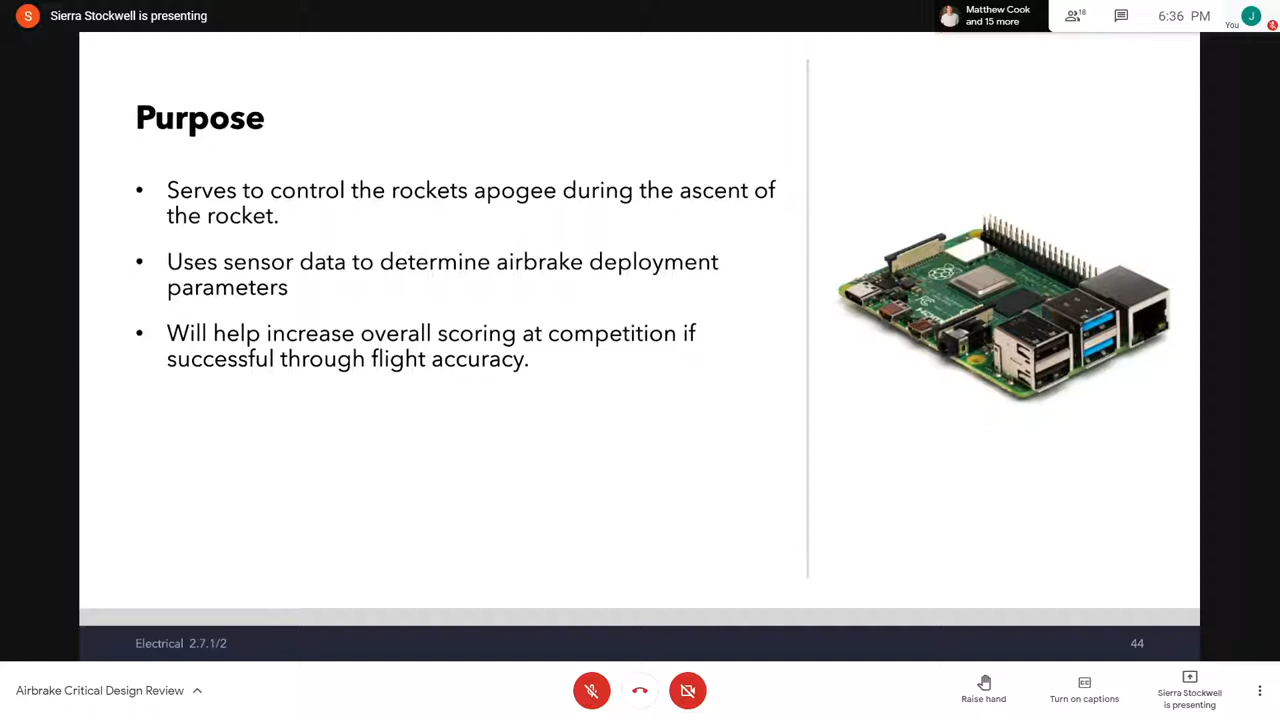 S Sierra Stockwell is presenting
Matthew Cook
and 15 more
18
6:36 PM
You
J
Purpose
• Serves to control the rockets apogee during the ascent of
the rocket.
• Uses sensor data to determine airbrake deployment
parameters
• Will help increase overall scoring at competition if
successful through flight accuracy.
Electrical 2.7.1/2
44
Airbrake Critical Design Review
Raise hand
CC
Turn on captions
Sierra Stockwell
is presenting